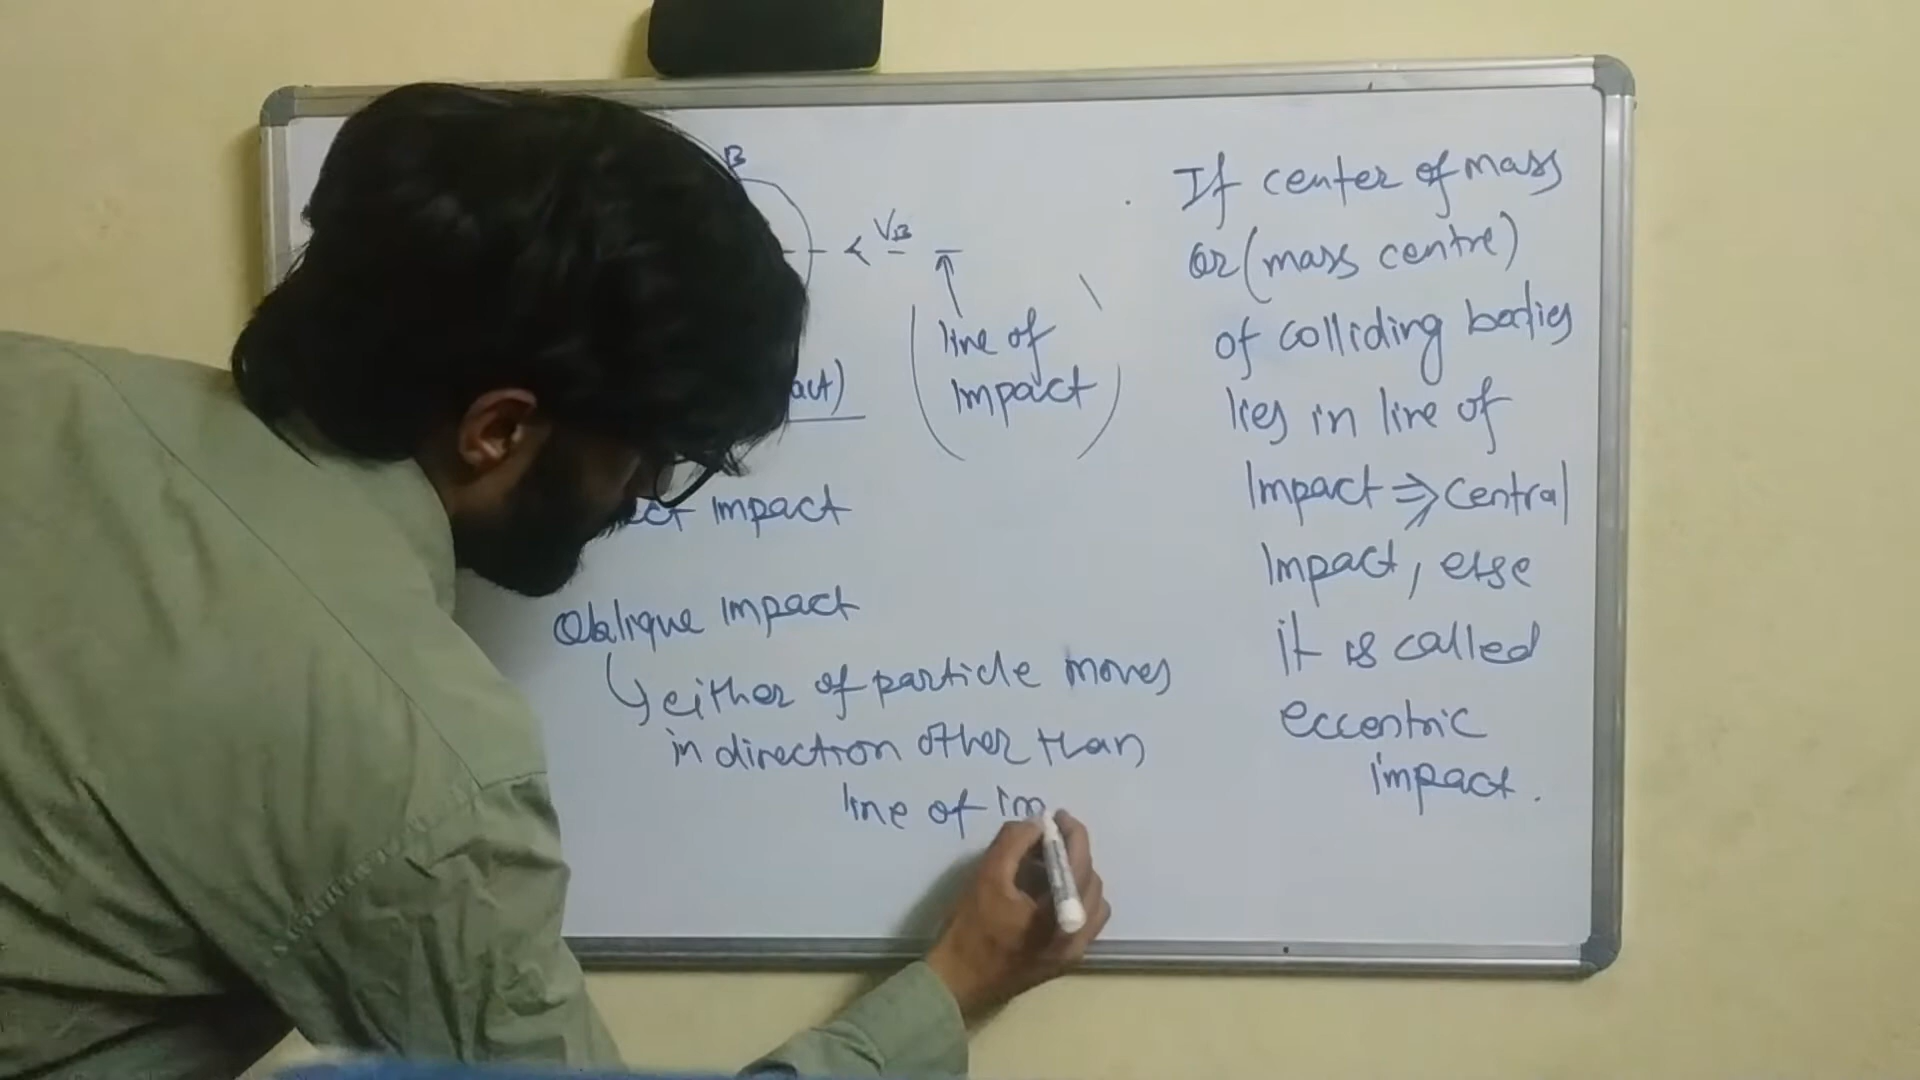 B
V_B
line of
impact
act)
impact
Oblique impact
either of particle moves
in direction other than
line of im
If center of mass
or (mass centre)
of colliding bodies
lies in line of
Impact ⇒ Central
Impact, else
it is called
eccentric
impact.